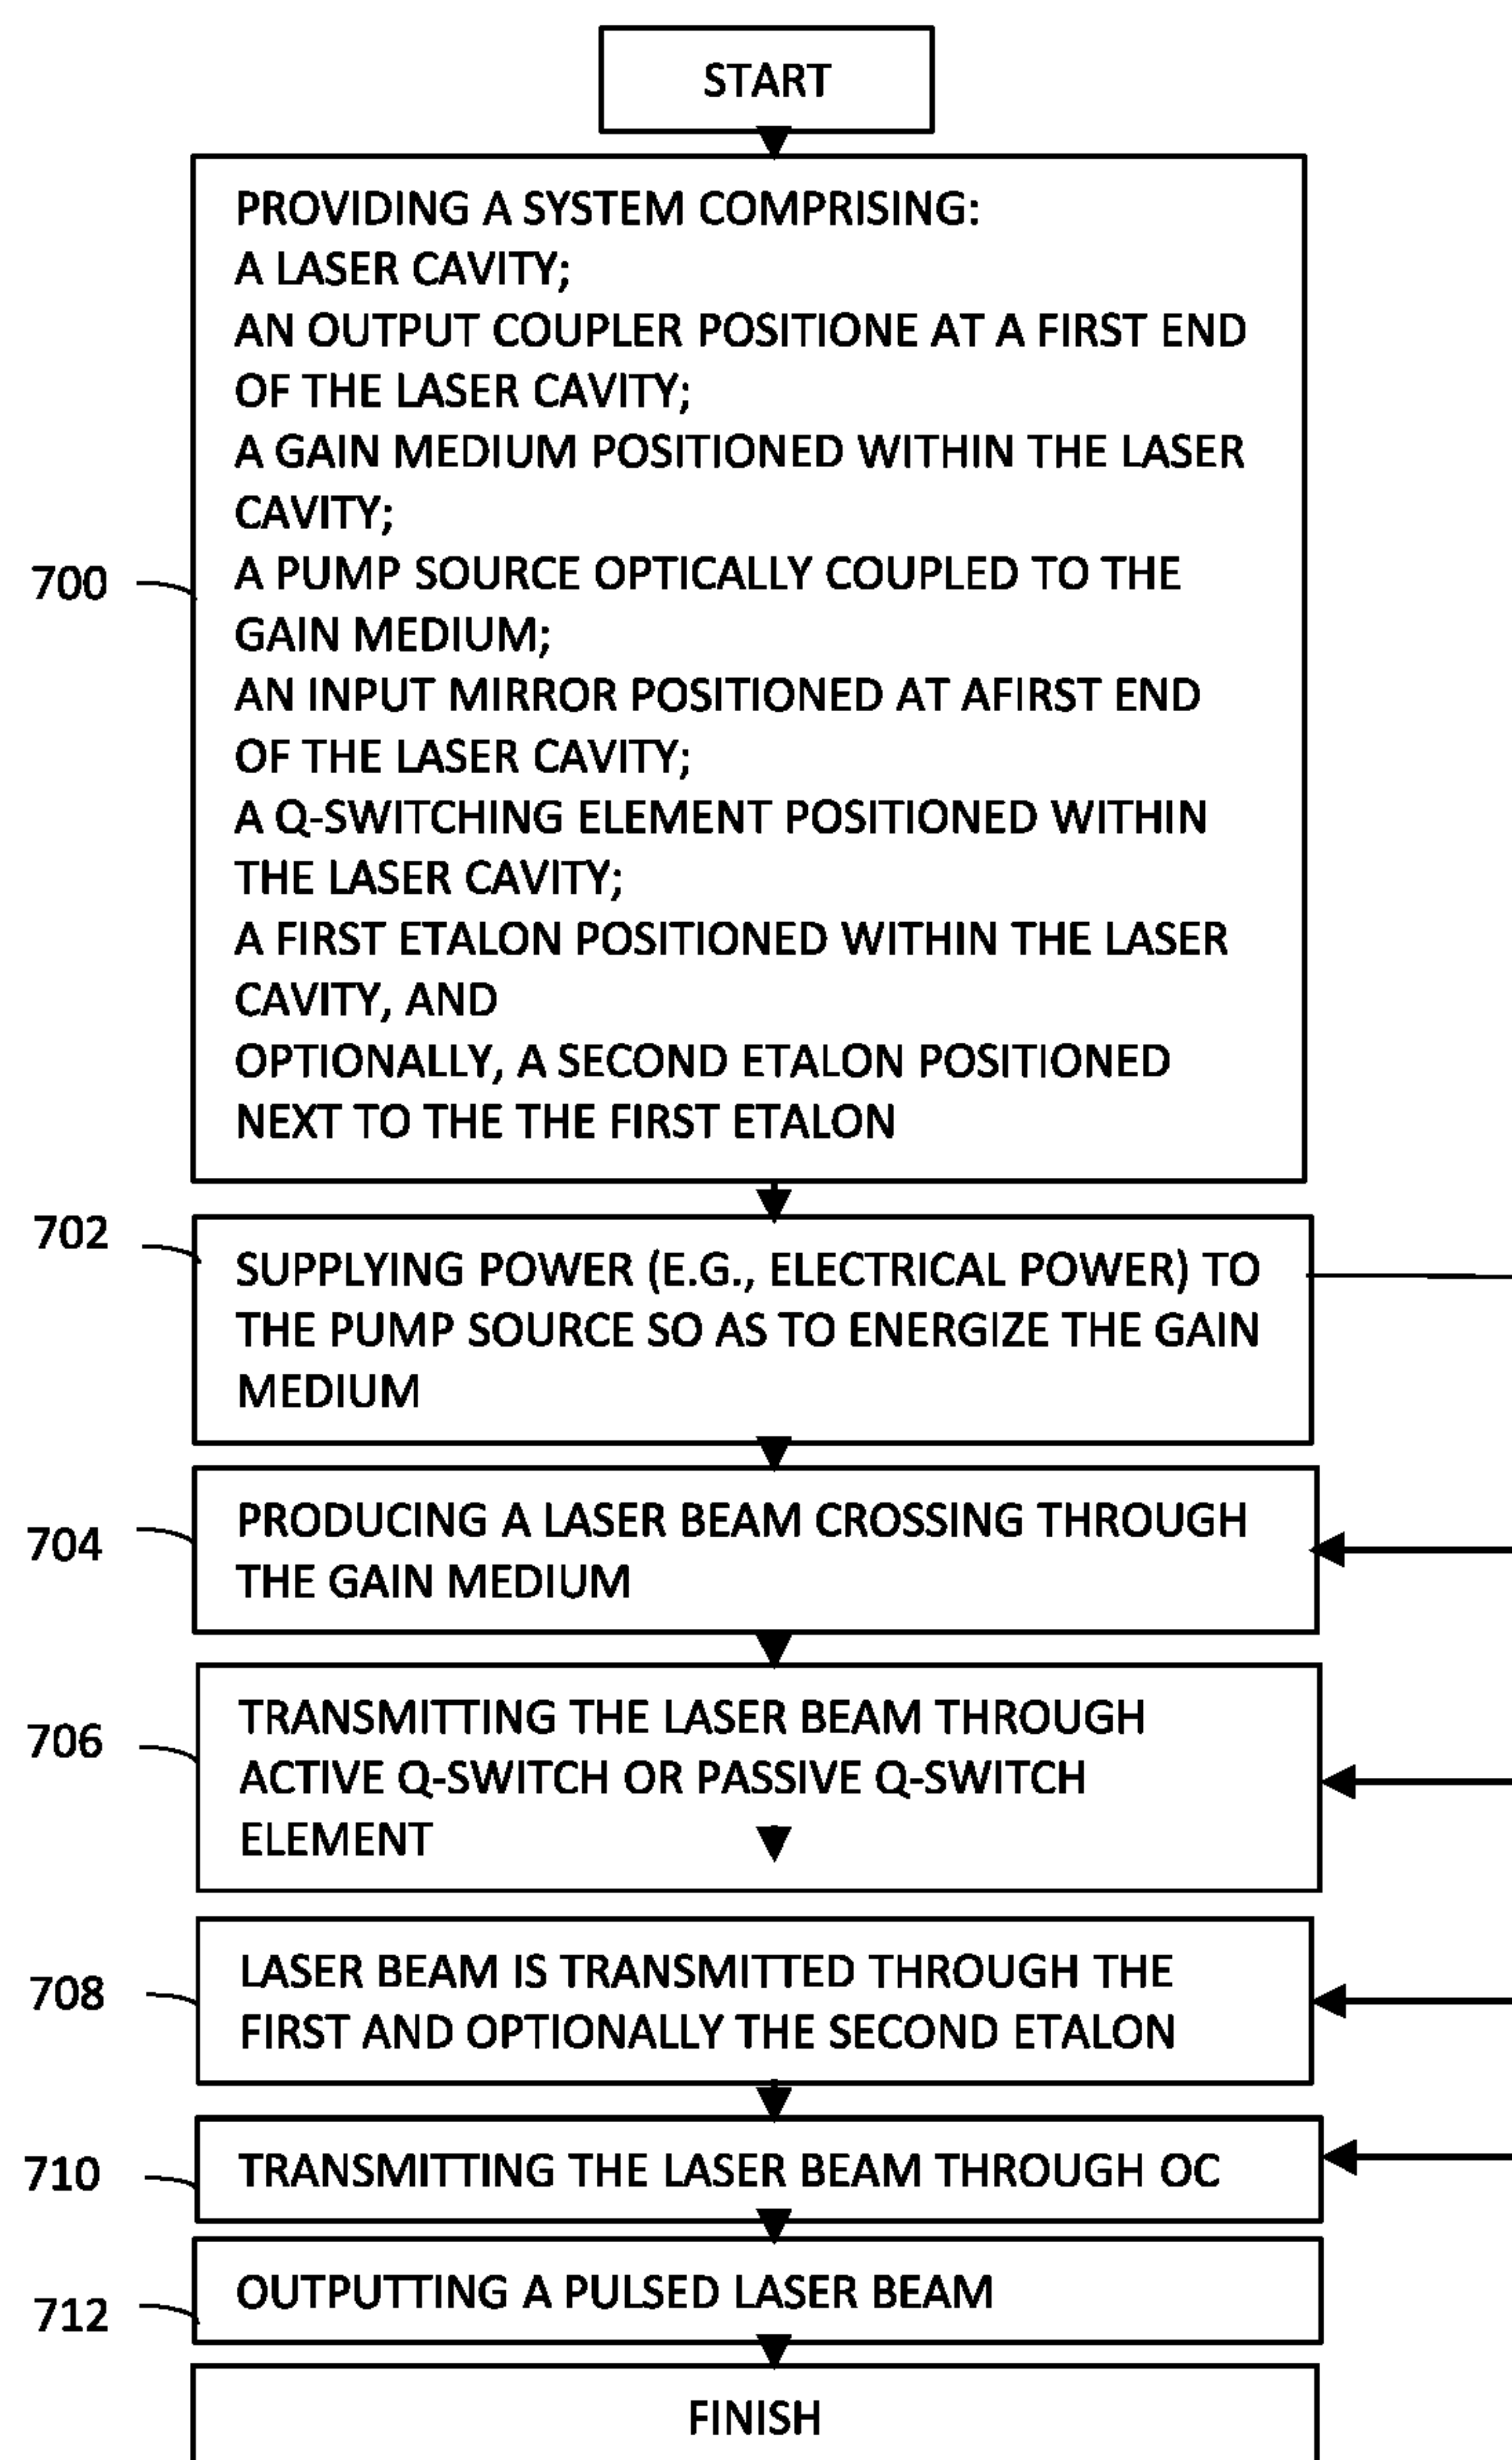 START
PROVIDING A SYSTEM COMPRISING:
A LASER CAVITY;
AN OUTPUT COUPLER POSITIONE AT A FIRST END
OF THE LASER CAVITY;
A GAIN MEDIUM POSITIONED WITHIN THE LASER
CAVITY;
700
A PUMP SOURCE OPTICALLY COUPLED TO THE
GAIN MEDIUM;
AN INPUT MIRROR POSITIONED AT AFIRST END
OF THE LASER CAVITY;
A Q-SWITCHING ELEMENT POSITIONED WITHIN
THE LASER CAVITY;
A FIRST ETALON POSITIONED WITHIN THE LASER
CAVITY, AND
OPTIONALLY, A SECOND ETALON POSITIONED
NEXT TO THE THE FIRST ETALON
702
SUPPLYING POWER (E.G., ELECTRICAL POWER) TO
THE PUMP SOURCE SO AS TO ENERGIZE THE GAIN
MEDIUM
704
PRODUCING A LASER BEAM CROSSING THROUGH
THE GAIN MEDIUM
706
TRANSMITTING THE LASER BEAM THROUGH
ACTIVE Q-SWITCH OR PASSIVE Q-SWITCH
ELEMENT
708
LASER BEAM IS TRANSMITTED THROUGH THE
FIRST AND OPTIONALLY THE SECOND ETALON
710
TRANSMITTING THE LASER BEAM THROUGH OC
712
OUTPUTTING A PULSED LASER BEAM
FINISH